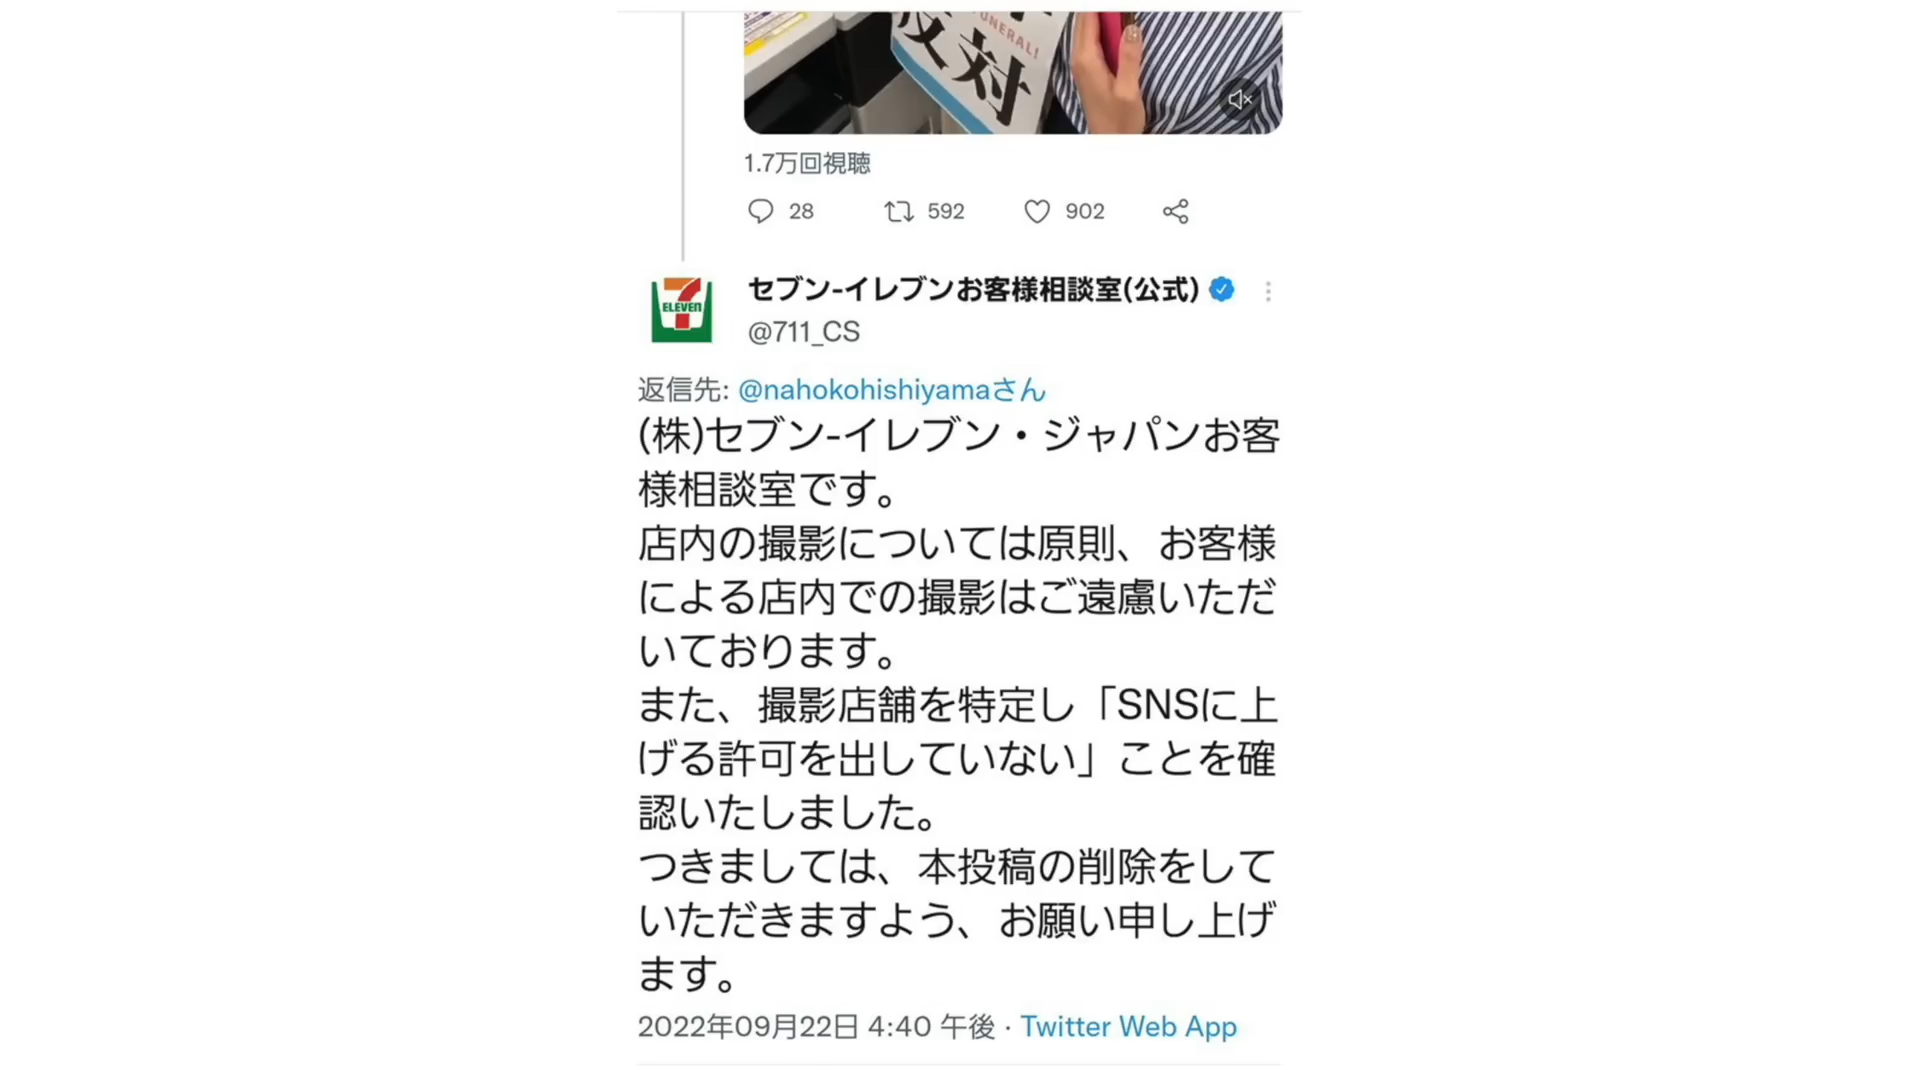 対
1.7万回視聴
28 592 902
ELEVEN
セブン-イレブンお客様相談室(公式)
@711_CS
返信先: @nahokohishiyamaさん
(株)セブン-イレブン・ジャパンお客
様相談室です。
店内の撮影については原則、お客様
による店内での撮影はご遠慮いただ
いております。
また、撮影店舗を特定し「SNSに上
げる許可を出していない」ことを確
認いたしました。
つきましては、本投稿の削除をして
いただきますよう、お願い申し上げ
ます。
2022年09月22日 4:40 午後 · Twitter Web App